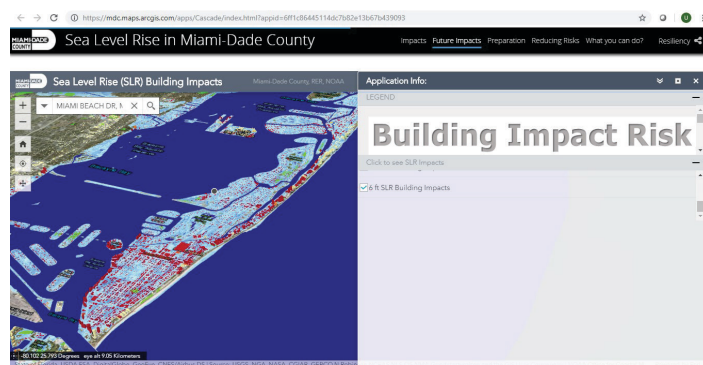 https://mdc.maps.arcgis.com/apps/Cascade/index.html?appid=6ff1c86445114dc7b82e13b67b439093
MIAMI-DADE
COUNTY
Sea Level Rise in Miami-Dade County
Impacts Future Impacts Preparation Reducing Risks What you can do? Resiliency
MIAMI-DADE
COUNTY
Sea Level Rise (SLR) Building Impacts
Miami-Dade County, RER, NOAA
Application Info:
LEGEND
MIAMI BEACH DR, M
Building Impact Risk
Click to see SLR Impacts
6 ft SLR Building Impacts
-80.102 25.793 Degrees eye alt 9.05 Kilometers